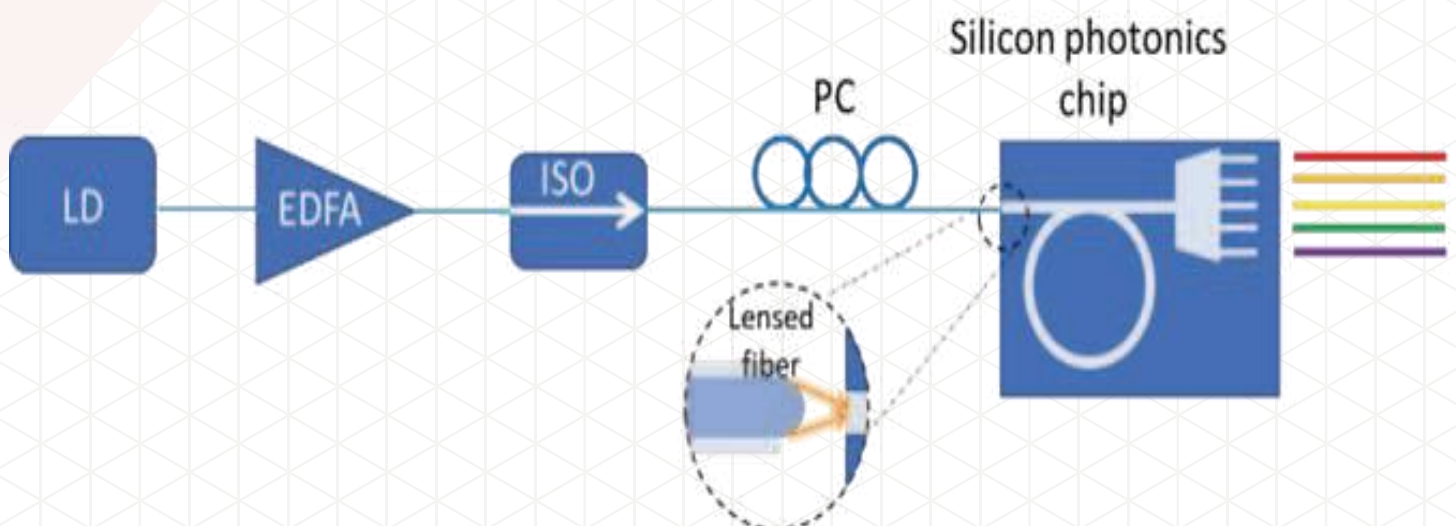 Silicon photonics
chip
PC
LD
EDFA
ISO
Lensed
fiber